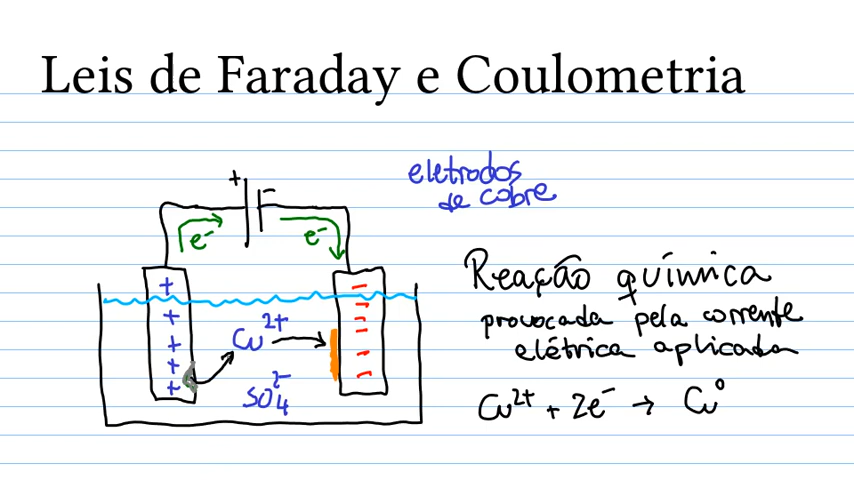 Leis de Faraday e Coulometria
eletrodos
de cobre
+ −
e⁻ e⁻
Reação química
provocada pela corrente
elétrica aplicada
Cu²⁺ + 2e⁻ → Cu⁰
+ −
+ −
+ −
+ −
+ −
Cu²⁺
SO₄²⁻